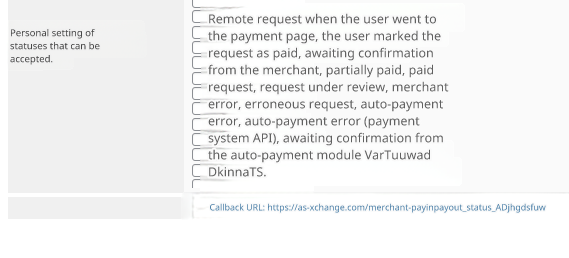 Personal setting of
statuses that can be
accepted.
Remote request when the user went to
the payment page, the user marked the
request as paid, awaiting confirmation
from the merchant, partially paid, paid
request, request under review, merchant
error, erroneous request, auto-payment
error, auto-payment error (payment
system API), awaiting confirmation from
the auto-payment module VarTuuwad
DkinnaTS.
Callback URL: https://as-xchange.com/merchant-payinpayout_status_ADjhgdsfuw